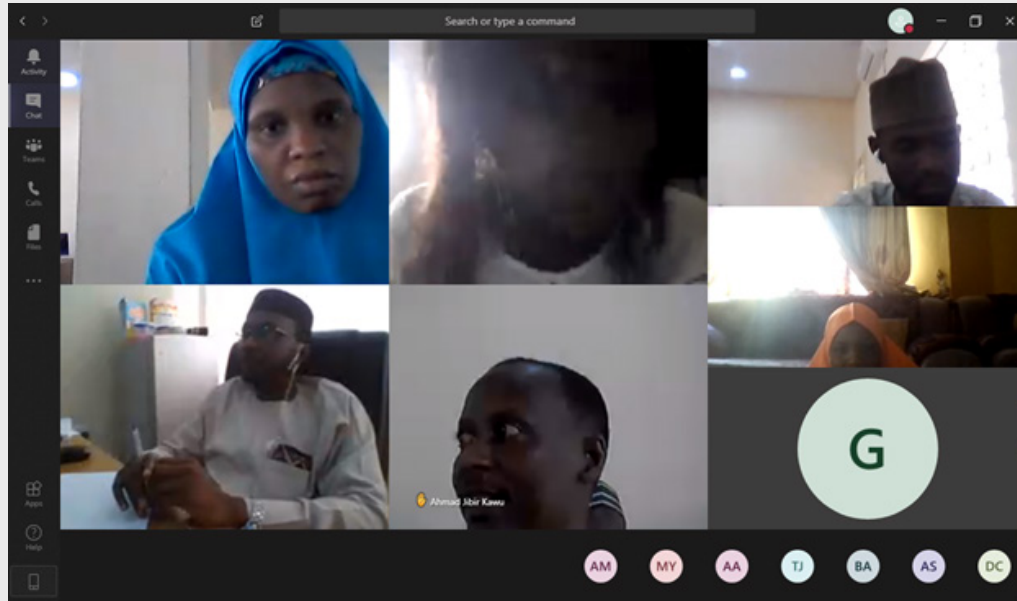 Search or type a command
Activity
Chat
Teams
Calls
Files
Apps
Help
Ahmad Jibir Kawu
G
AM MY AA TJ BA AS DC